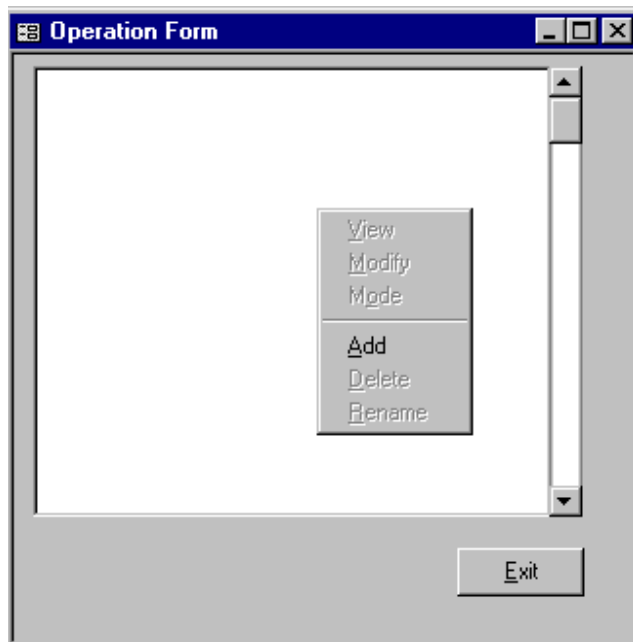 Operation Form
View
Modify
Mode
Add
Delete
Rename
Exit